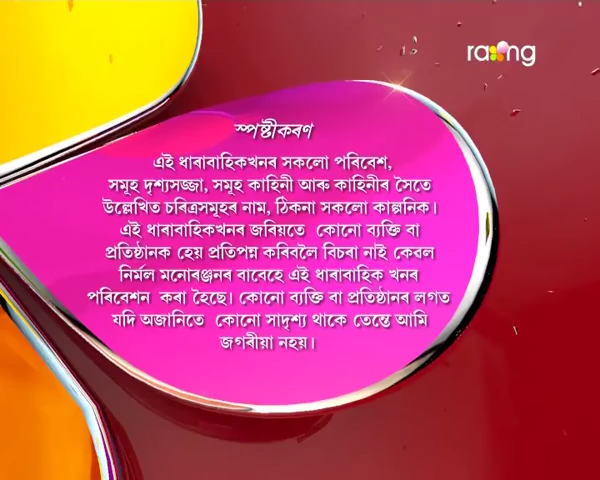 raang
স্পষ্টীকৰণ
এই ধাৰাবাহিকখনৰ সকলো পৰিবেশ,
সমূহ দৃশ্যসজ্জা, সমূহ কাহিনী আৰু কাহিনীৰ সৈতে
উল্লেখিত চৰিত্ৰসমূহৰ নাম, ঠিকনা সকলো কাল্পনিক।
এই ধাৰাবাহিকখনৰ জৰিয়তে কোনো ব্যক্তি বা
প্ৰতিষ্ঠানক হেয় প্ৰতিপন্ন কৰিবলৈ বিচৰা নাই কেৱল
নিৰ্মল মনোৰঞ্জনৰ বাবেহে এই ধাৰাবাহিক খনৰ
পৰিবেশন কৰা হৈছে। কোনো ব্যক্তি বা প্ৰতিষ্ঠানৰ লগত
যদি অজানিতে কোনো সাদৃশ্য থাকে তেন্তে আমি
জগৰীয়া নহয়।